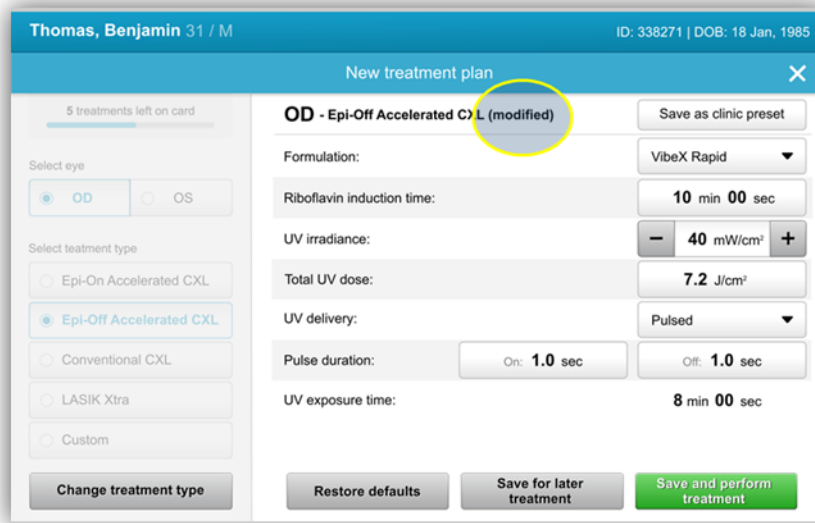 Thomas, Benjamin 31 / M
ID: 338271 | DOB: 18 Jan, 1985
New treatment plan
5 treatments left on card
OD - Epi-Off Accelerated CXL (modified)
Save as clinic preset
Select eye
OD
OS
Select teatment type
Epi-On Accelerated CXL
Epi-Off Accelerated CXL
Conventional CXL
LASIK Xtra
Custom
Change treatment type
Formulation:
VibeX Rapid
Riboflavin induction time:
10 min 00 sec
UV irradiance:
− 40 mW/cm² +
Total UV dose:
7.2 J/cm²
UV delivery:
Pulsed
Pulse duration:
On: 1.0 sec
Off: 1.0 sec
UV exposure time:
8 min 00 sec
Restore defaults
Save for later
treatment
Save and perform
treatment